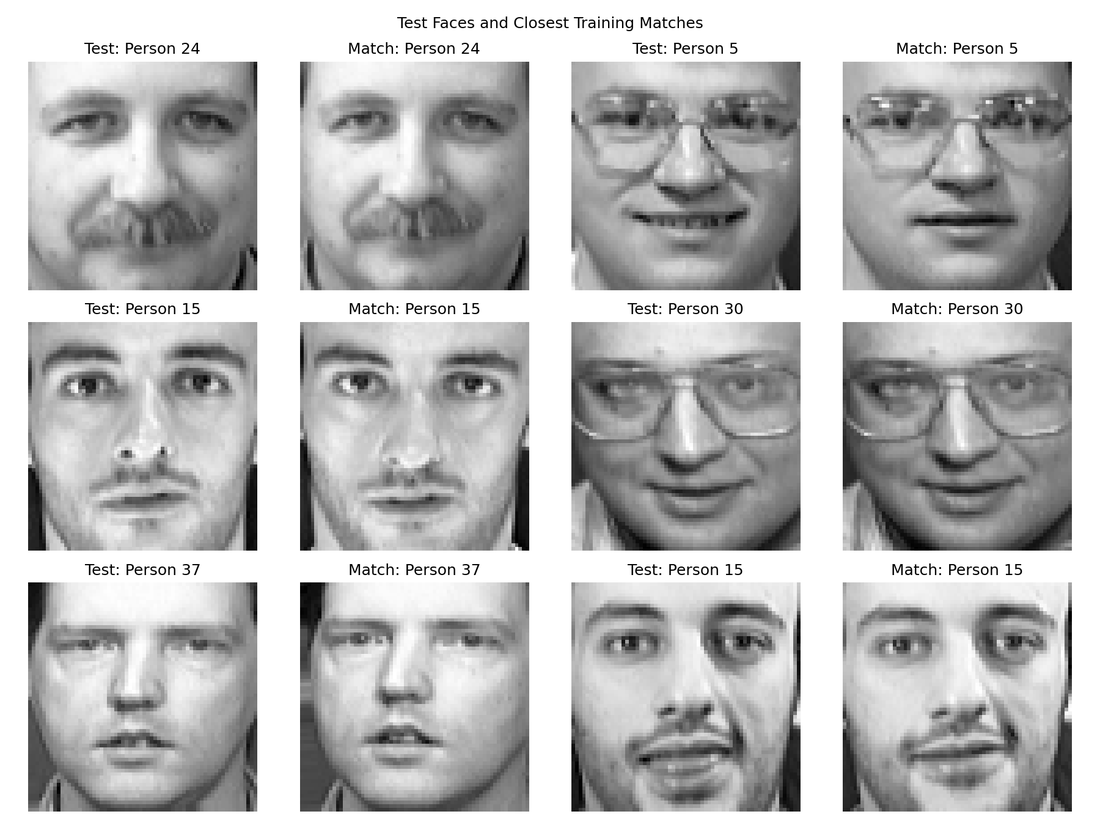 Test Faces and Closest Training Matches
Test: Person 24
Match: Person 24
Test: Person 5
Match: Person 5
Test: Person 15
Match: Person 15
Test: Person 30
Match: Person 30
Test: Person 37
Match: Person 37
Test: Person 15
Match: Person 15